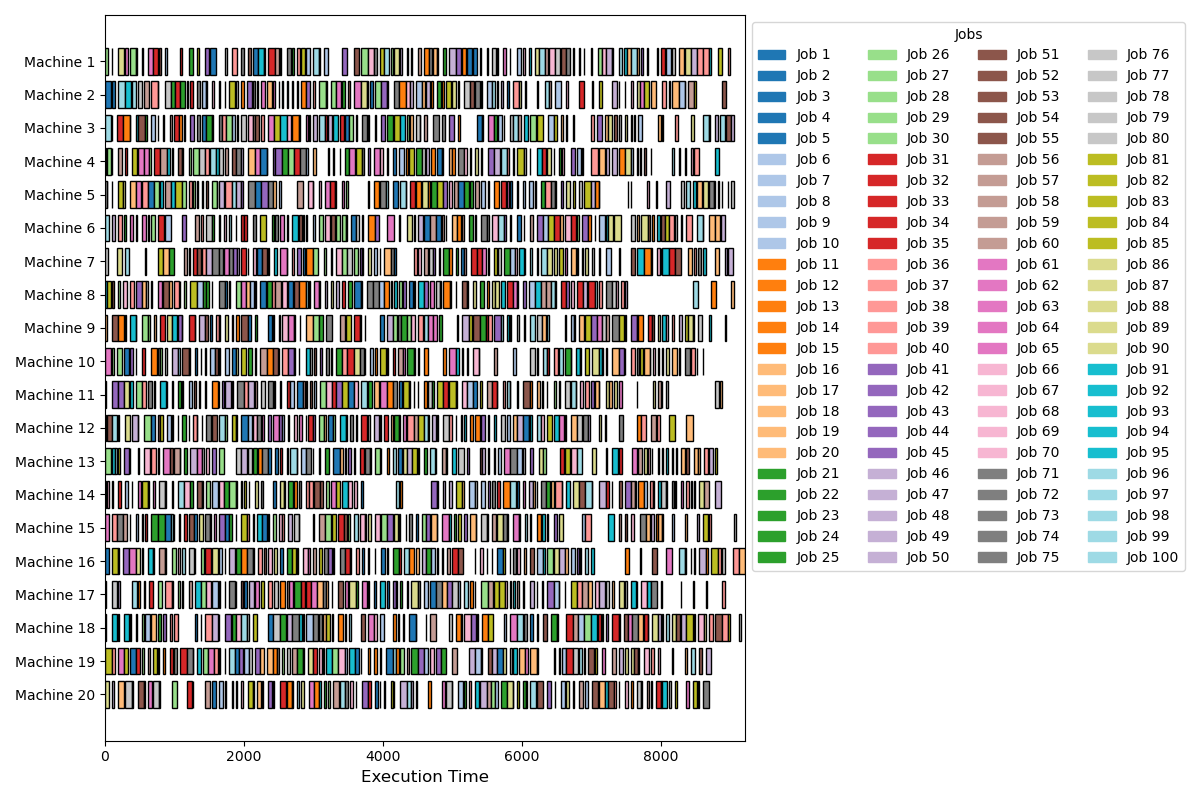 Machine 1
Machine 2
Machine 3
Machine 4
Machine 5
Machine 6
Machine 7
Machine 8
Machine 9
Machine 10
Machine 11
Machine 12
Machine 13
Machine 14
Machine 15
Machine 16
Machine 17
Machine 18
Machine 19
Machine 20
0 2000 4000 6000 8000
Execution Time
Jobs
Job 1 Job 26 Job 51 Job 76
Job 2 Job 27 Job 52 Job 77
Job 3 Job 28 Job 53 Job 78
Job 4 Job 29 Job 54 Job 79
Job 5 Job 30 Job 55 Job 80
Job 6 Job 31 Job 56 Job 81
Job 7 Job 32 Job 57 Job 82
Job 8 Job 33 Job 58 Job 83
Job 9 Job 34 Job 59 Job 84
Job 10 Job 35 Job 60 Job 85
Job 11 Job 36 Job 61 Job 86
Job 12 Job 37 Job 62 Job 87
Job 13 Job 38 Job 63 Job 88
Job 14 Job 39 Job 64 Job 89
Job 15 Job 40 Job 65 Job 90
Job 16 Job 41 Job 66 Job 91
Job 17 Job 42 Job 67 Job 92
Job 18 Job 43 Job 68 Job 93
Job 19 Job 44 Job 69 Job 94
Job 20 Job 45 Job 70 Job 95
Job 21 Job 46 Job 71 Job 96
Job 22 Job 47 Job 72 Job 97
Job 23 Job 48 Job 73 Job 98
Job 24 Job 49 Job 74 Job 99
Job 25 Job 50 Job 75 Job 100